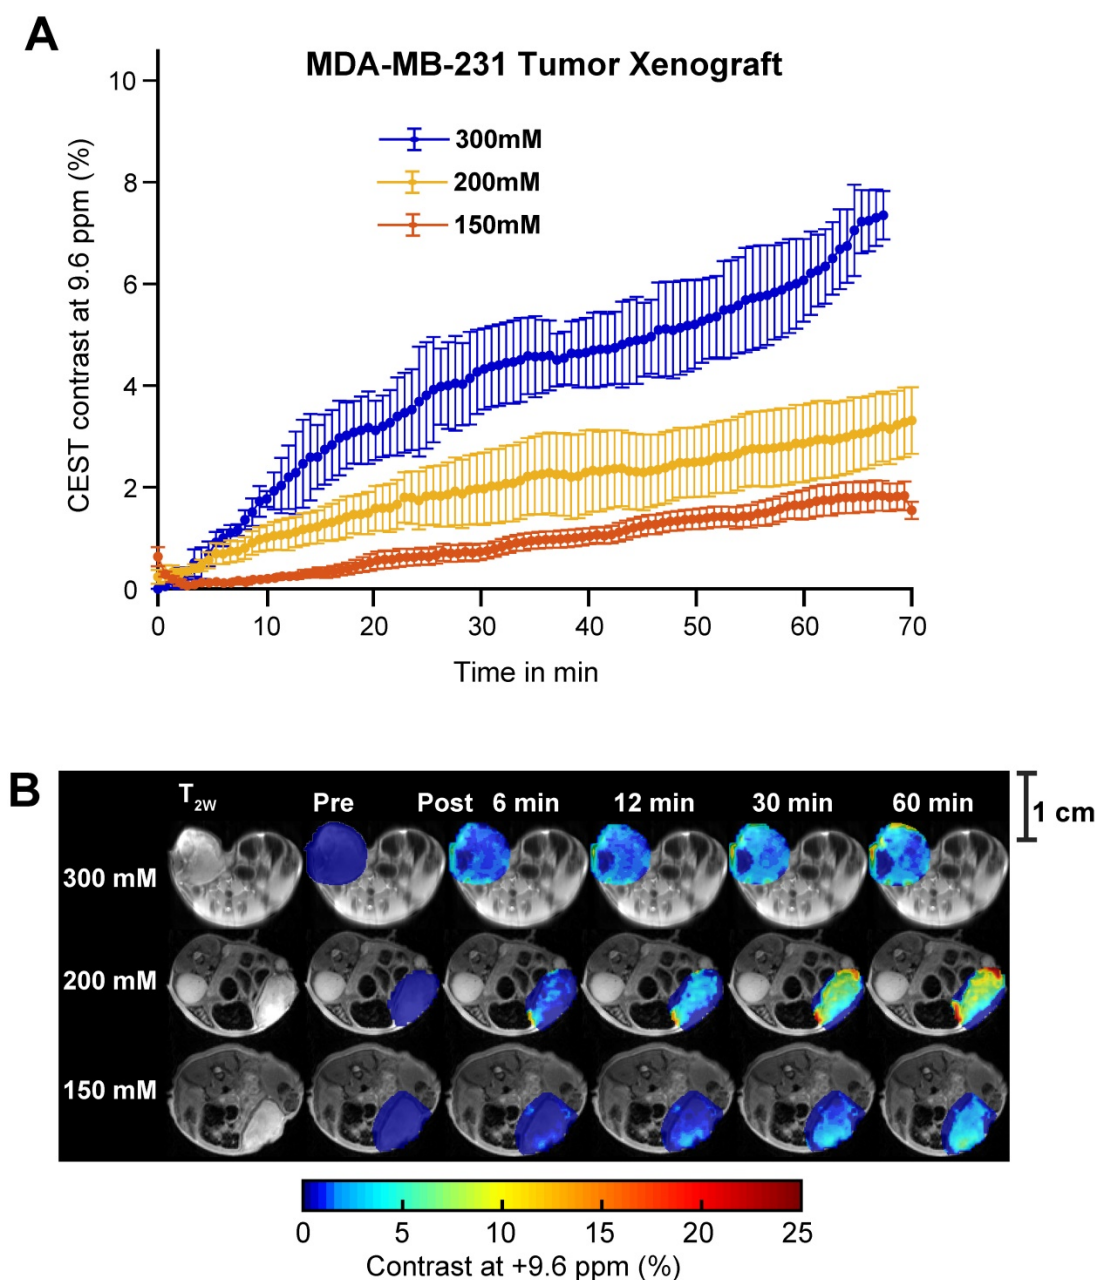 A
MDA-MB-231 Tumor Xenograft
CEST contrast at 9.6 ppm (%)
10
8
6
4
2
0
300mM
200mM
150mM
0 10 20 30 40 50 60 70
Time in min
B
T2W Pre Post 6 min 12 min 30 min 60 min
1 cm
300 mM
200 mM
150 mM
0 5 10 15 20 25
Contrast at +9.6 ppm (%)